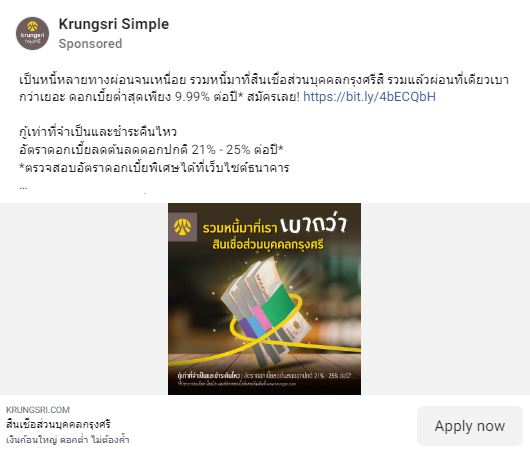 Krungsri Simple
Sponsored
krungsri
กรุงศรี
เป็นหนี้หลายทางผ่อนจนเหนื่อย รวมหนี้มาที่สินเชื่อส่วนบุคคลกรุงศรีสิ รวมแล้วผ่อนที่เดียวเบา
กว่าเยอะ ดอกเบี้ยต่ำสุดเพียง 9.99% ต่อปี* สมัครเลย! https://bit.ly/4bECQbH
กู้เท่าที่จำเป็นและชำระคืนไหว
อัตราดอกเบี้ยลดต้นลดดอกปกติ 21% - 25% ต่อปี*
*ตรวจสอบอัตราดอกเบี้ยพิเศษได้ที่เว็บไซต์ธนาคาร
...
รวมหนี้มาที่เรา เบากว่า
สินเชื่อส่วนบุคคลกรุงศรี
กู้เท่าที่จำเป็นและชำระคืนไหว | อัตราดอกเบี้ยลดต้นลดดอกปกติ 21% - 25% ต่อปี*
KRUNGSRI.COM
สินเชื่อส่วนบุคคลกรุงศรี
เงินก้อนใหญ่ ดอกต่ำ ไม่ต้องค้ำ
Apply now